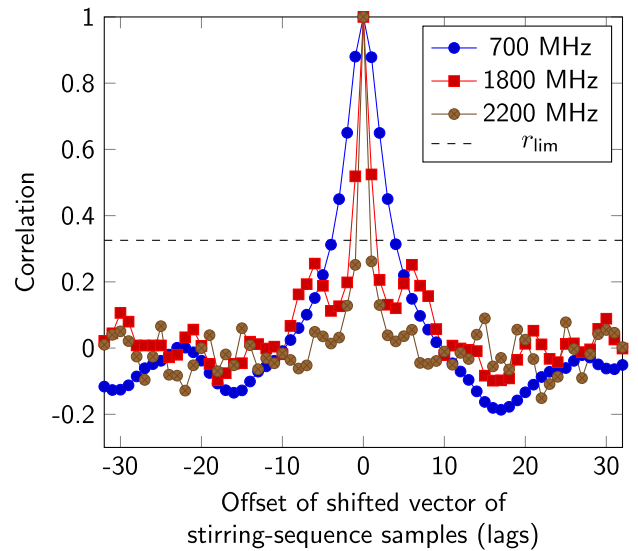 1
0.8
0.6
0.4
0.2
0
-0.2
-30
-20
-10
0
10
20
30
Correlation
Offset of shifted vector of
stirring-sequence samples (lags)
700 MHz
1800 MHz
2200 MHz
r_lim